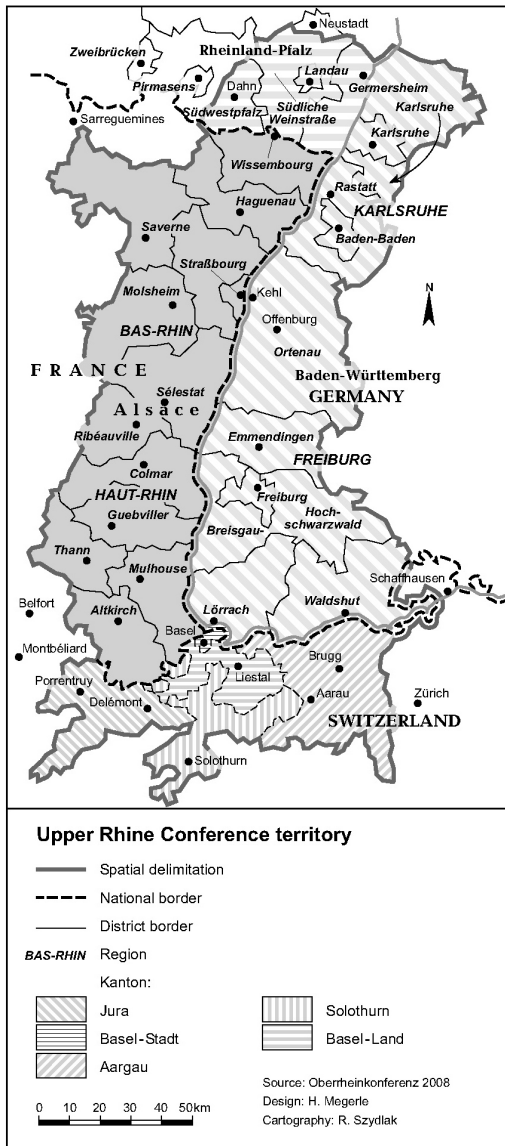 Neustadt
Zweibrücken
Rheinland-Pfalz
Landau
Pirmasens
Dahn
Germersheim
Südwestpfalz
Südliche
Weinstraße
Karlsruhe
Sarreguemines
Karlsruhe
Wissembourg
Rastatt
Haguenau
KARLSRUHE
Saverne
Baden-Baden
Straßbourg
Molsheim
Kehl
N
BAS-RHIN
Offenburg
Ortenau
FRANCE
Baden-Württemberg
GERMANY
Sélestat
Alsace
Ribéauville
Emmendingen
FREIBURG
Colmar
HAUT-RHIN
Freiburg
Guebviller
Hoch-
schwarzwald
Breisgau-
Thann
Mulhouse
Schaffhausen
Belfort
Altkirch
Lörrach
Waldshut
Basel
Montbéliard
Brugg
Porrentruy
Liestal
Delémont
Aarau
Zürich
SWITZERLAND
Solothurn
Upper Rhine Conference territory
Spatial delimitation
National border
District border
BAS-RHIN Region
Kanton:
Jura
Solothurn
Basel-Stadt
Basel-Land
Aargau
Source: Oberrheinkonferenz 2008
Design: H. Megerle
Cartography: R. Szydlak
0 10 20 30 40 50km